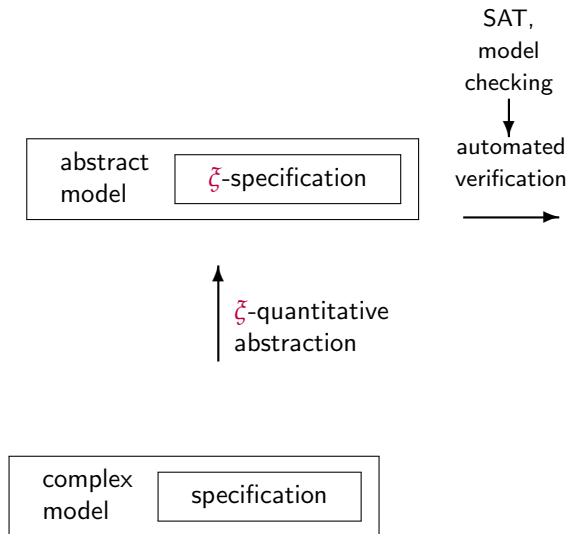 SAT,
model
checking
automated
verification
abstract
model
ξ-specification
ξ-quantitative
abstraction
complex
model
specification